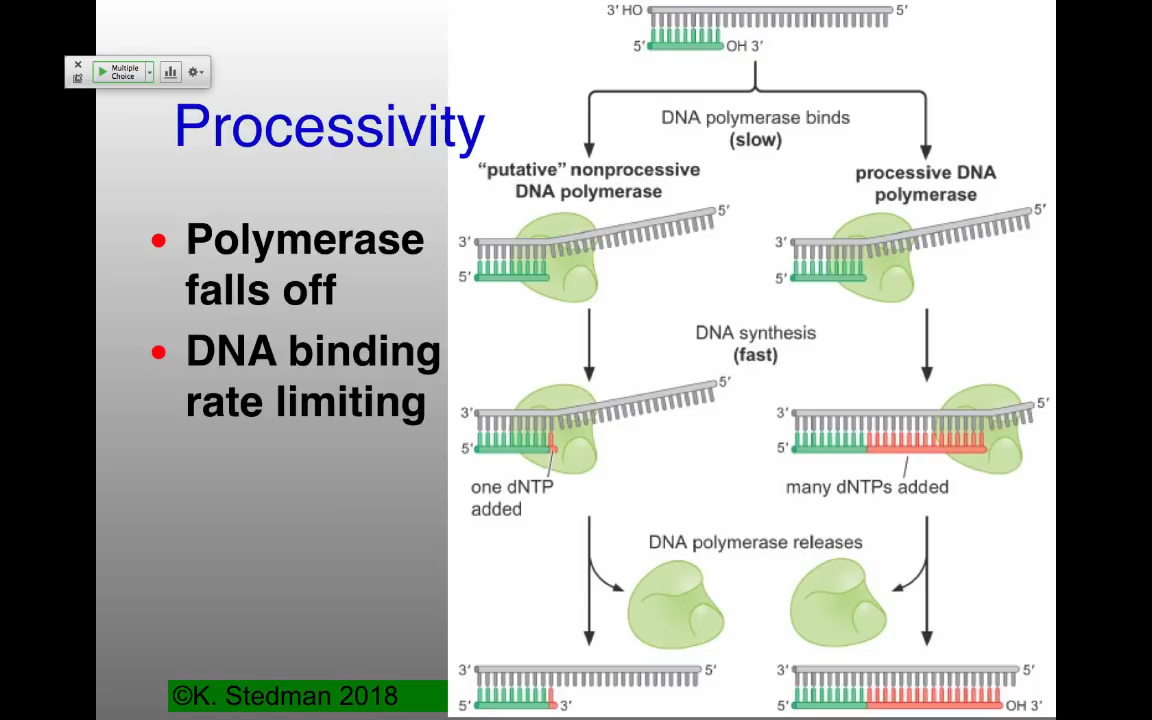 3′ HO
5′
5′
OH 3′
Multiple
Choice
Processivity
• Polymerase
falls off
• DNA binding
rate limiting
DNA polymerase binds
(slow)
“putative” nonprocessive
DNA polymerase
processive DNA
polymerase
5′
3′
5′
5′
3′
5′
DNA synthesis
(fast)
5′
3′
5′
one dNTP
added
5′
3′
5′
many dNTPs added
DNA polymerase releases
3′
5′
5′
3′
3′
5′
5′
OH 3′
©K. Stedman 2018